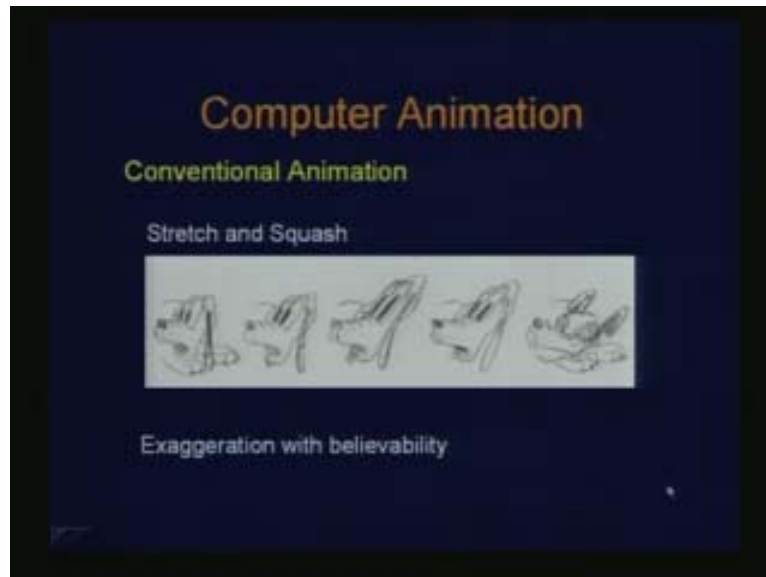 Computer Animation
Conventional Animation
Stretch and Squash
Exaggeration with believability